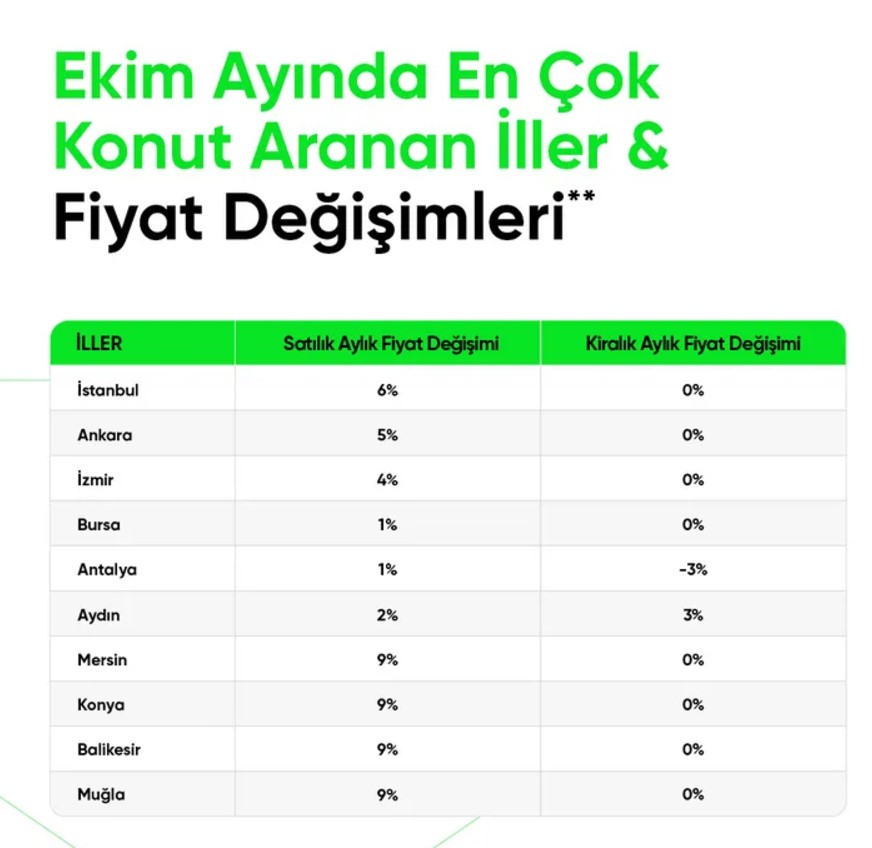 Ekim Ayında En Çok
Konut Aranan İller &
Fiyat Değişimleri**
İLLER Satılık Aylık Fiyat Değişimi Kiralık Aylık Fiyat Değişimi
İstanbul 6% 0%
Ankara 5% 0%
İzmir 4% 0%
Bursa 1% 0%
Antalya 1% -3%
Aydın 2% 3%
Mersin 9% 0%
Konya 9% 0%
Balikesir 9% 0%
Muğla 9% 0%